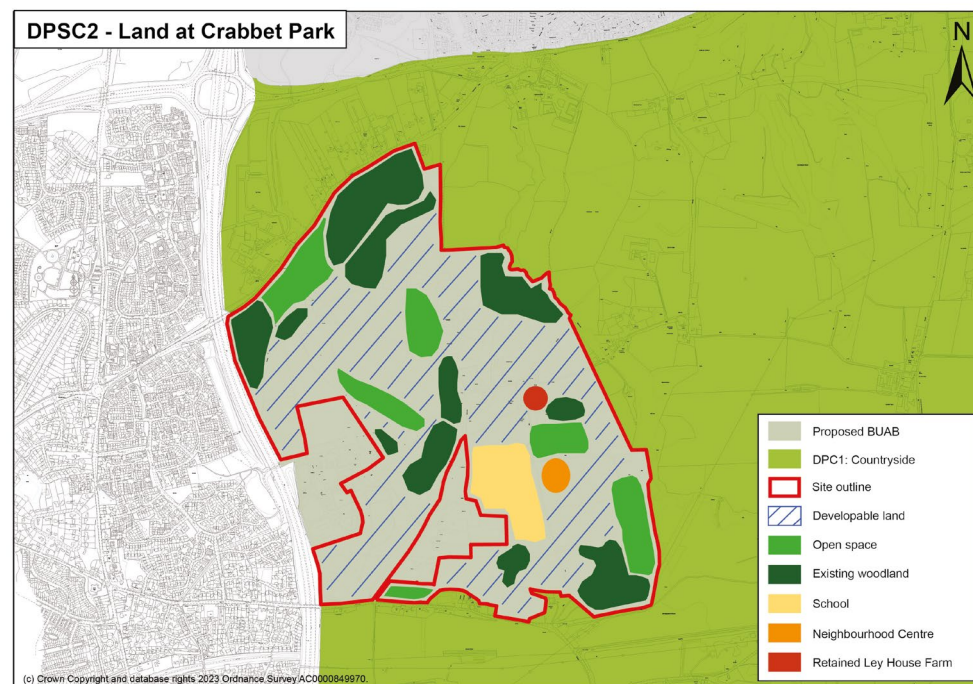 DPSC2 - Land at Crabbet Park
N
Proposed BUAB
DPC1: Countryside
Site outline
Developable land
Open space
Existing woodland
School
Neighbourhood Centre
Retained Ley House Farm
(c) Crown Copyright and database rights 2023 Ordnance Survey AC0000849970.